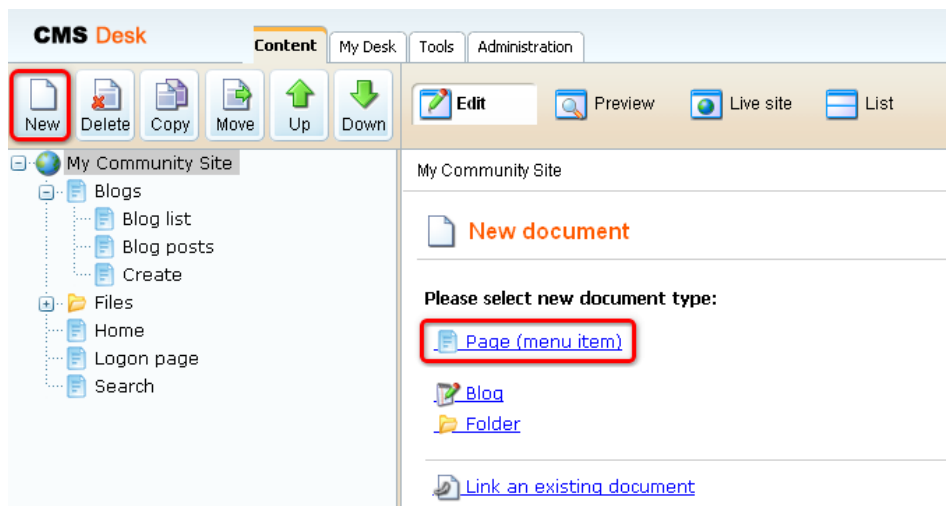 CMS Desk
Content My Desk Tools Administration
New Delete Copy Move Up Down
Edit Preview Live site List
My Community Site
Blogs
Blog list
Blog posts
Create
Files
Home
Logon page
Search
My Community Site
New document
Please select new document type:
Page (menu item)
Blog
Folder
Link an existing document